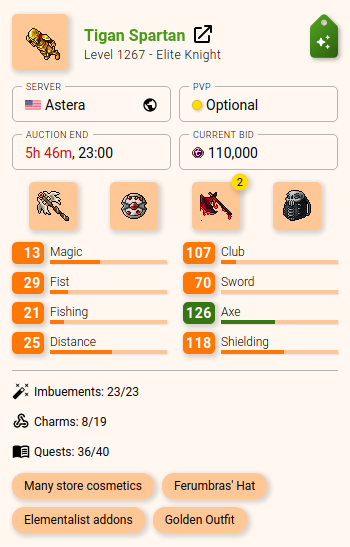 Tigan Spartan
Level 1267 - Elite Knight
SERVER
Astera
PVP
Optional
AUCTION END
5h 46m, 23:00
CURRENT BID
110,000
2
13 Magic
107 Club
29 Fist
70 Sword
21 Fishing
126 Axe
25 Distance
118 Shielding
Imbuements: 23/23
Charms: 8/19
Quests: 36/40
Many store cosmetics
Ferumbras' Hat
Elementalist addons
Golden Outfit